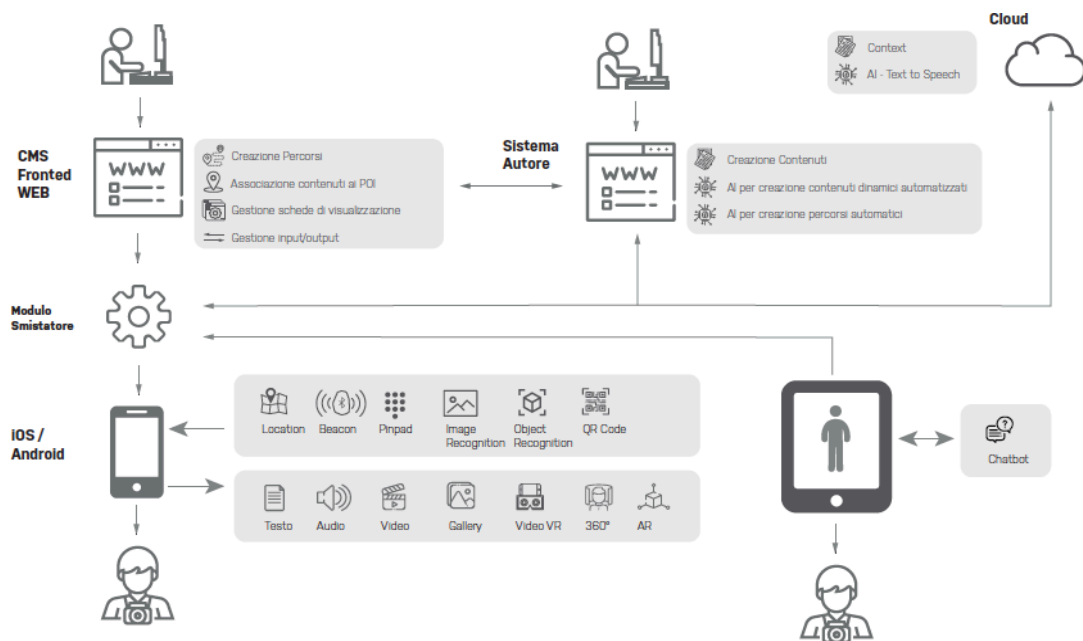 Cloud
Context
AI - Text to Speech
CMS
Fronted
WEB
WWW
Creazione Percorsi
Associazione contenuti ai POI
Gestione schede di visualizzazione
Gestione input/output
Sistema
Autore
WWW
Creazione Contenuti
AI per creazione contenuti dinamici automatizzati
AI per creazione percorsi automatici
Modulo
Smistatore
iOS /
Android
Location
Beacon
Pinpad
Image
Recognition
Object
Recognition
QR Code
Testo
Audio
Video
Gallery
Video VR
360°
AR
Chatbot